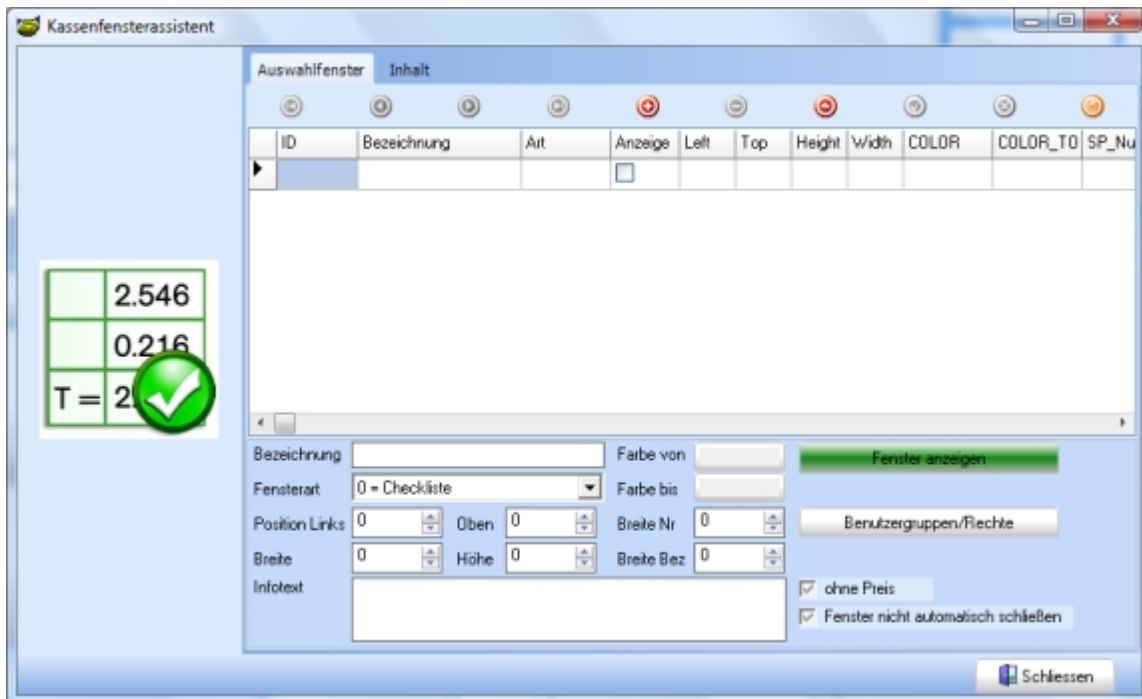 Kassenfensterassistent
Auswahlfenster Inhalt
ID Bezeichnung Art Anzeige Left Top Height Width COLOR COLOR_TO SP_Nu
2.546
0.216
T = 2
Bezeichnung Farbe von Fenster anzeigen
Fensterart 0 = Checkliste Farbe bis
Position Links 0 Oben 0 Breite Nr 0 Benutzergruppen/Rechte
Breite 0 Höhe 0 Breite Bez 0
Infotext ohne Preis
Fenster nicht automatisch schließen
Schliessen